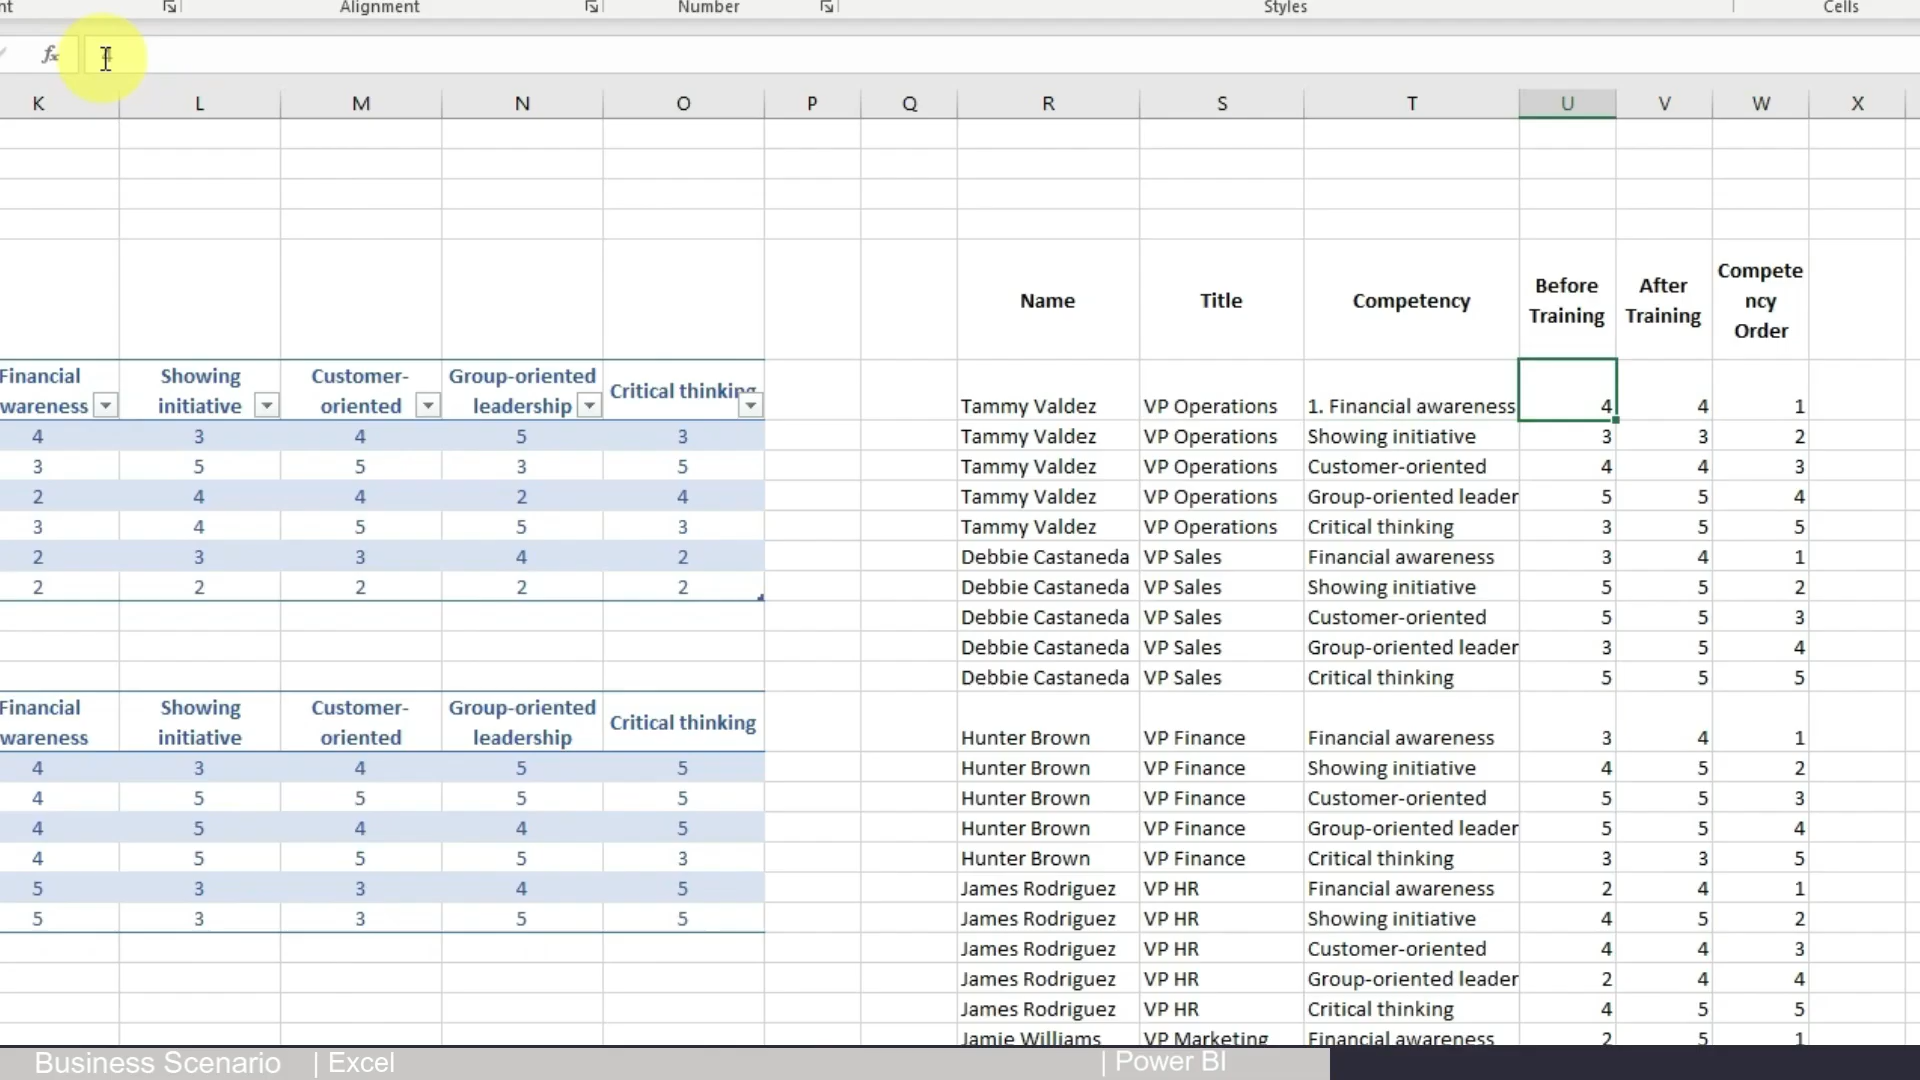 nt Alignment Number Styles Cells
fx 4
K L M N O P Q R S T U V W X
Name Title Competency Before Training After Training Compete ncy Order
Financial wareness Showing initiative Customer-oriented Group-oriented leadership Critical thinking
Tammy Valdez VP Operations 1. Financial awareness 4 4 1
4 3 4 5 3 Tammy Valdez VP Operations Showing initiative 3 3 2
3 5 5 3 5 Tammy Valdez VP Operations Customer-oriented 4 4 3
2 4 4 2 4 Tammy Valdez VP Operations Group-oriented leader 5 5 4
3 4 5 5 3 Tammy Valdez VP Operations Critical thinking 3 5 5
2 3 3 4 2 Debbie Castaneda VP Sales Financial awareness 3 4 1
2 2 2 2 2 Debbie Castaneda VP Sales Showing initiative 5 5 2
Debbie Castaneda VP Sales Customer-oriented 5 5 3
Debbie Castaneda VP Sales Group-oriented leader 3 5 4
Debbie Castaneda VP Sales Critical thinking 5 5 5
Financial wareness Showing initiative Customer-oriented Group-oriented leadership Critical thinking
Hunter Brown VP Finance Financial awareness 3 4 1
4 3 4 5 5 Hunter Brown VP Finance Showing initiative 4 5 2
4 5 5 5 5 Hunter Brown VP Finance Customer-oriented 5 5 3
4 5 4 4 5 Hunter Brown VP Finance Group-oriented leader 5 5 4
4 5 5 5 3 Hunter Brown VP Finance Critical thinking 3 3 5
5 3 3 4 5 James Rodriguez VP HR Financial awareness 2 4 1
5 3 3 5 5 James Rodriguez VP HR Showing initiative 4 5 2
James Rodriguez VP HR Customer-oriented 4 4 3
James Rodriguez VP HR Group-oriented leader 2 4 4
James Rodriguez VP HR Critical thinking 4 5 5
Jamie Williams VP Marketing Financial awareness 2 5 1
Business Scenario | Excel | Power BI